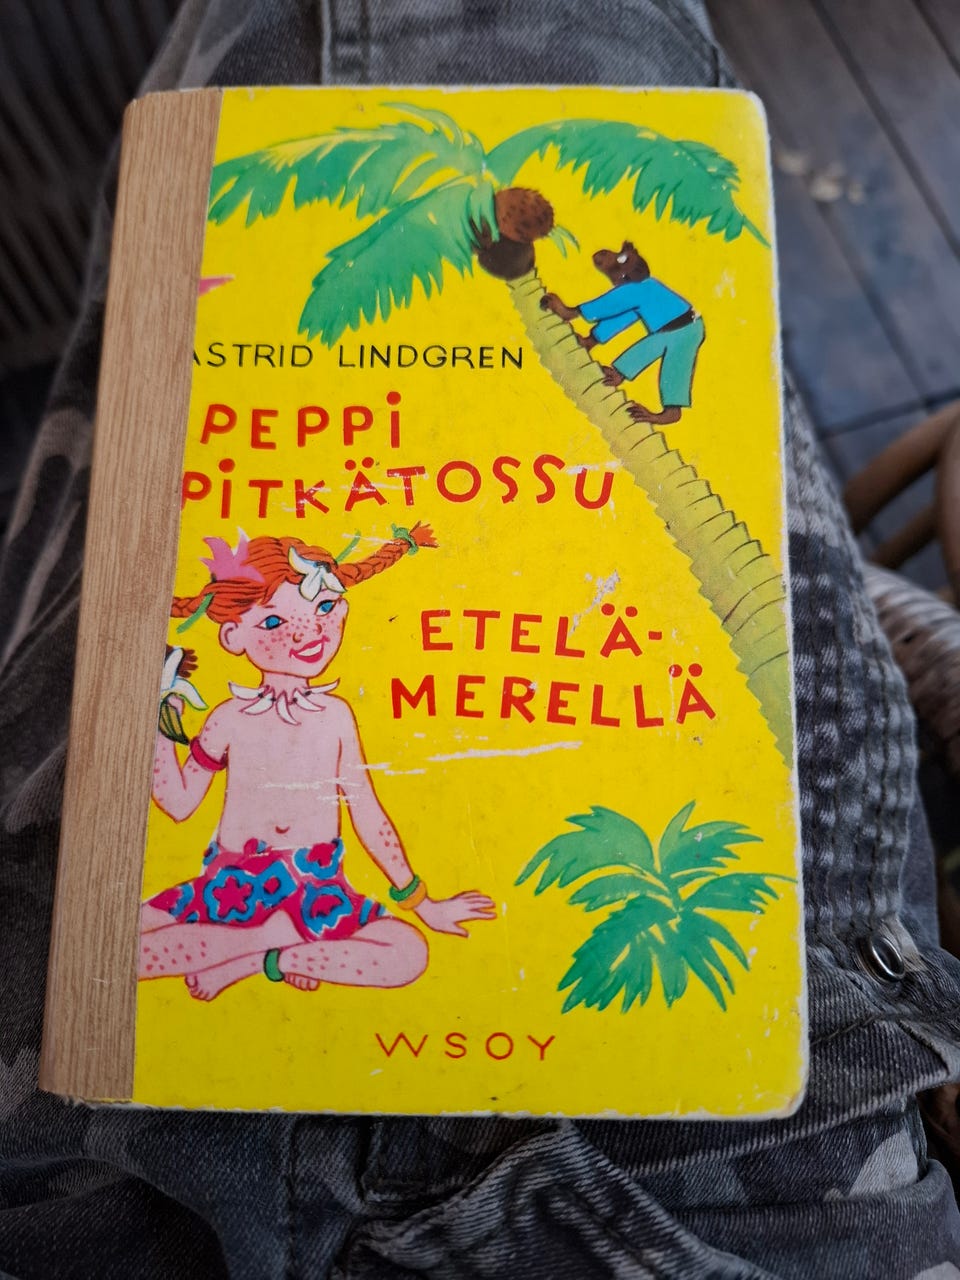 ASTRID LINDGREN
PEPPI
PITKÄTOSSU
ETELÄ-
MERELLÄ
WSOY